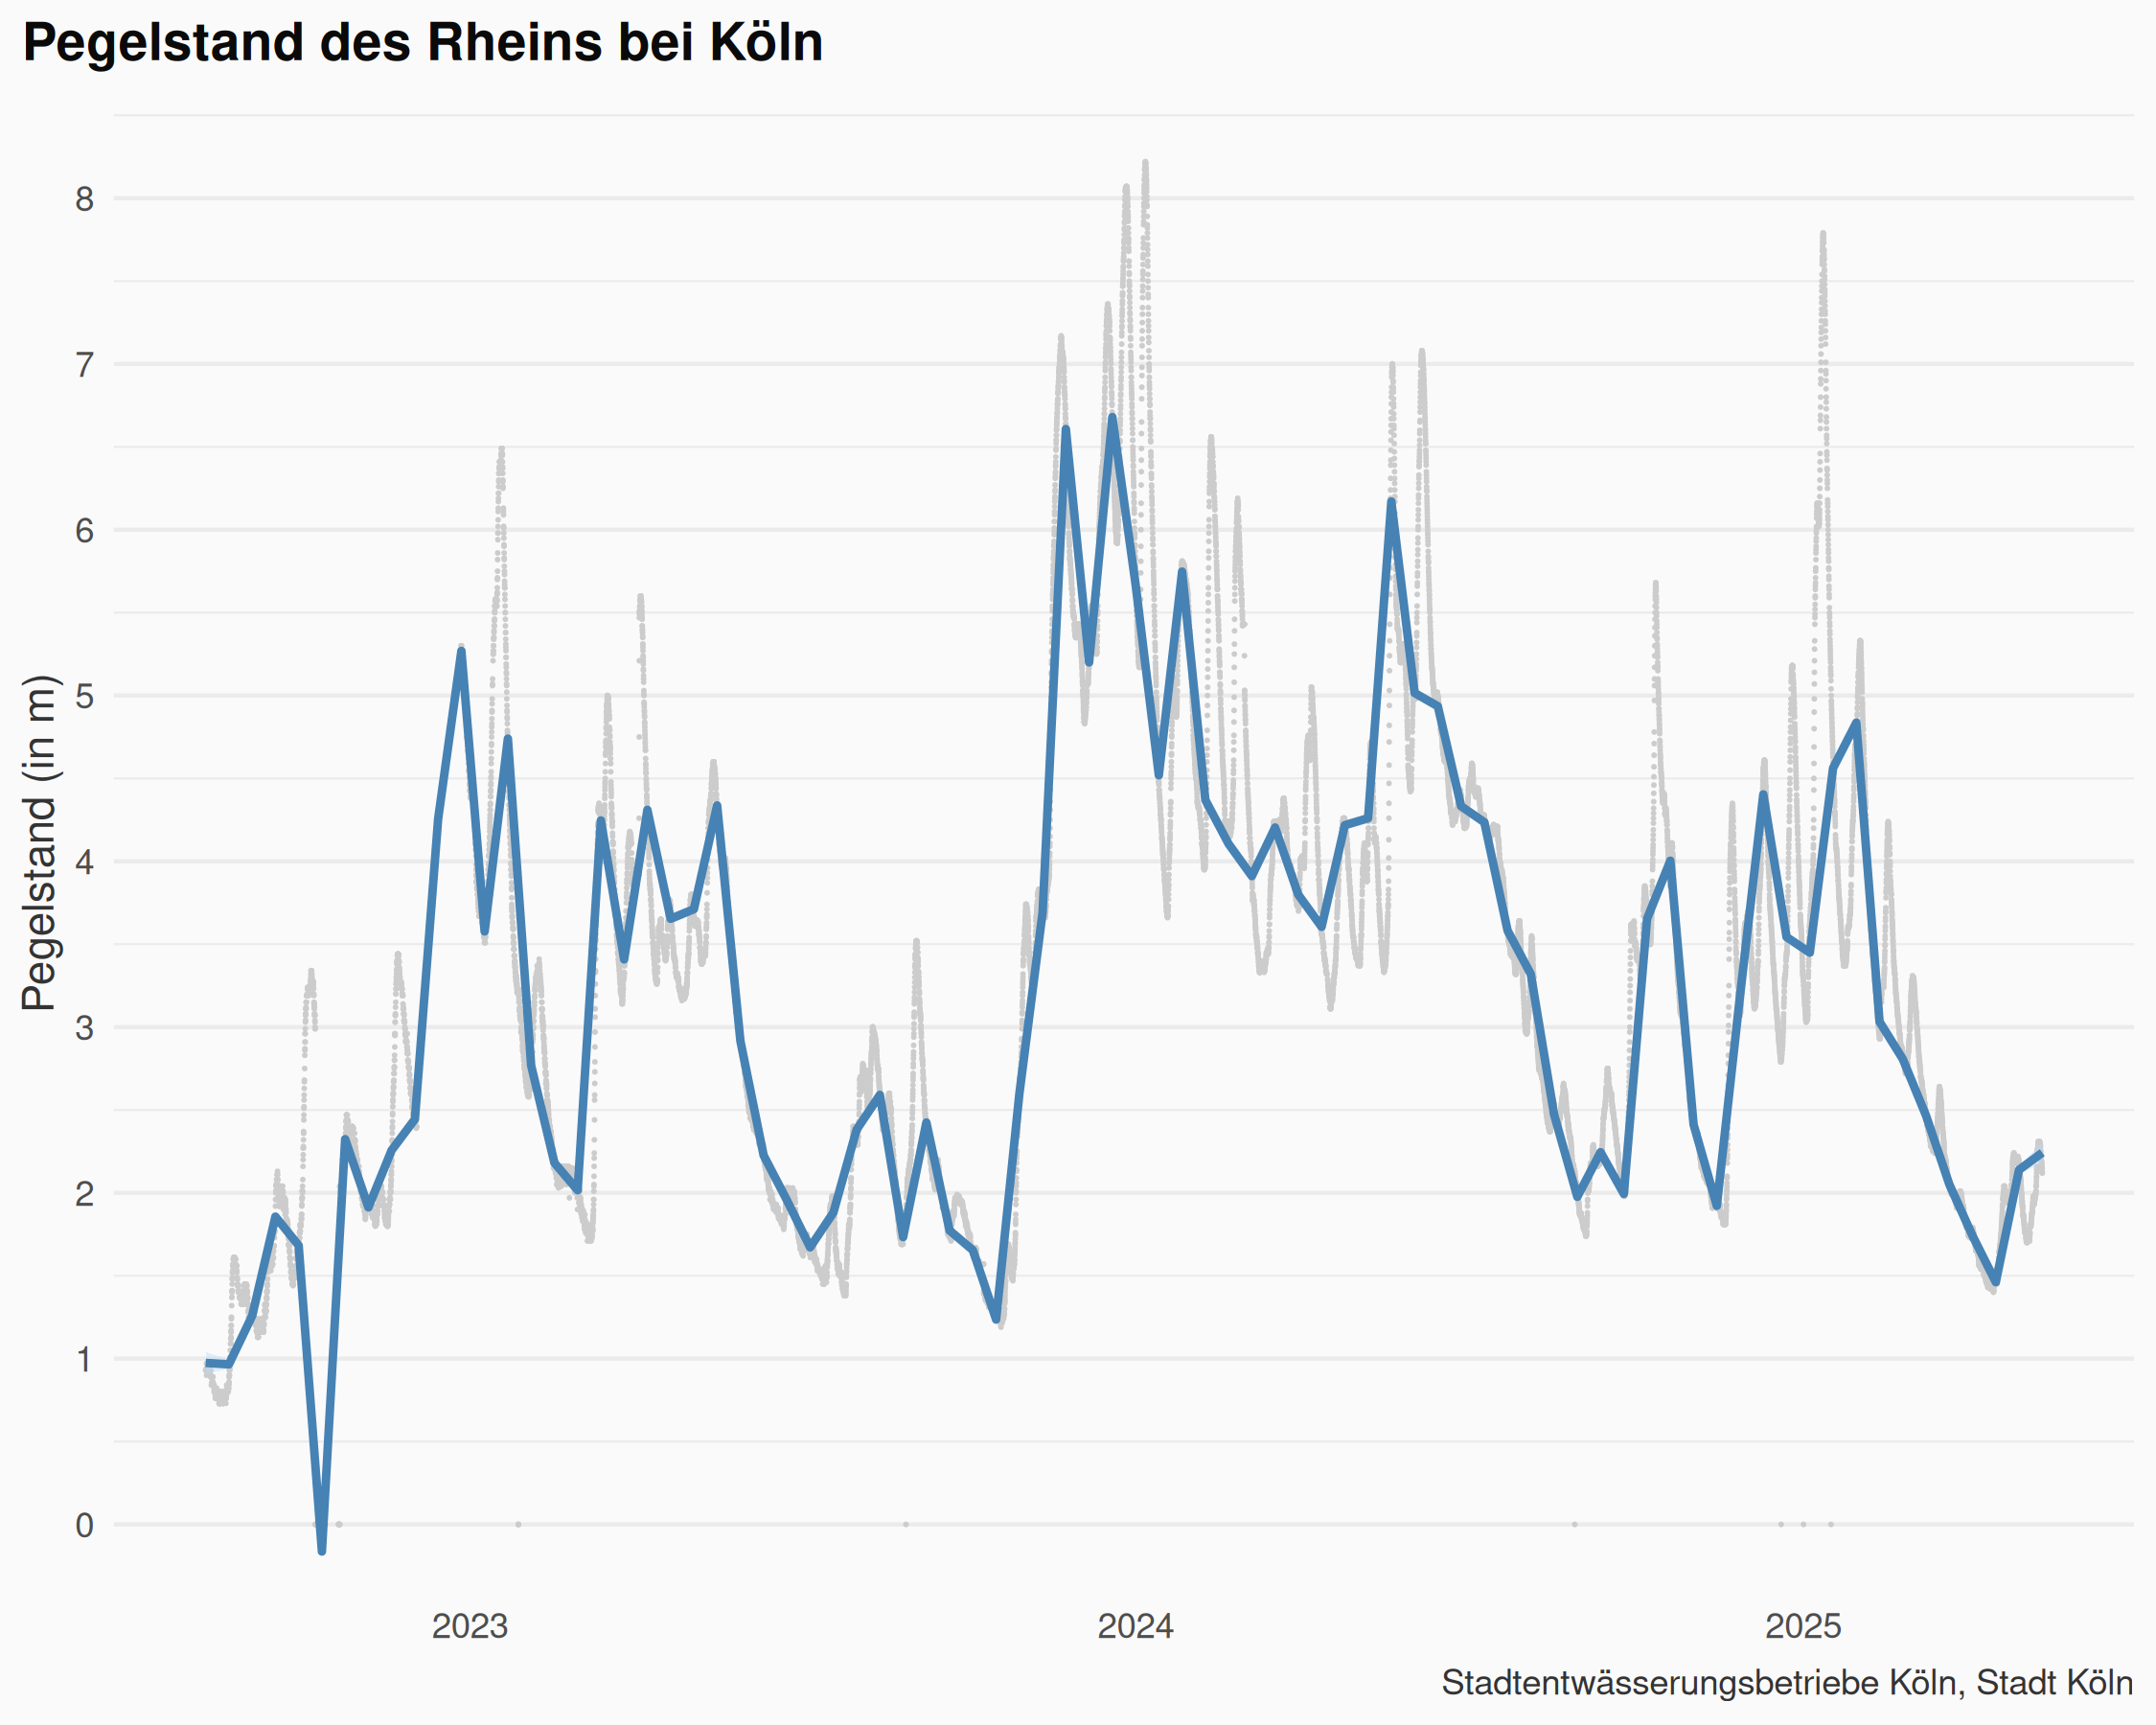 Pegelstand des Rheins bei Köln
Pegelstand (in m)
8
7
6
5
4
3
2
1
0
2023 2024 2025
Stadtentwässerungsbetriebe Köln, Stadt Köln